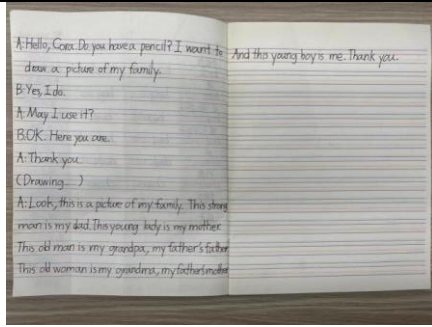 A: Hello, Cora. Do you have a pencil? I want to
draw a picture of my family.
B: Yes, I do.
A: May I use it?
B: OK. Here you are.
A: Thank you
(Drawing...)
A: Look, this is a picture of my family. This strong
man is my dad. This young lady is my mother.
This old man is my grandpa, my father's father
This old woman is my grandma, my father's mother
And this young boy is me. Thank you.